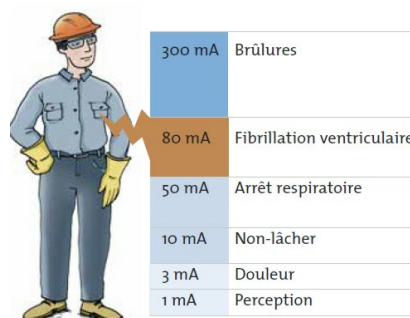 300 mA Brûlures
80 mA Fibrillation ventriculaire
50 mA Arrêt respiratoire
10 mA Non-lâcher
3 mA Douleur
1 mA Perception